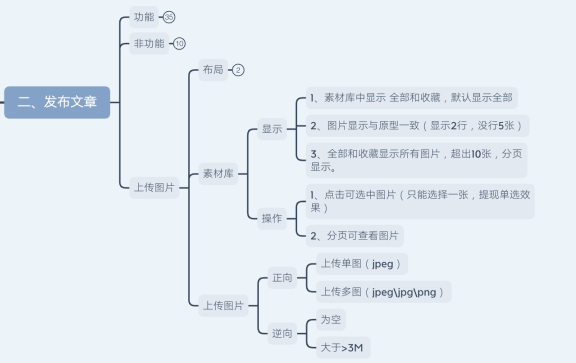 功能 35
非功能 10
布局 2
二、发布文章
1、素材库中显示 全部和收藏，默认显示全部
显示
2、图片显示与原型一致（显示2行，没行5张）
3、全部和收藏显示所有图片，超出10张，分页
显示。
素材库
上传图片
1、点击可选中图片（只能选择一张，提现单选效
果）
操作
2、分页可查看图片
上传单图（jpeg）
正向
上传多图（jpeg\jpg\png）
上传图片
为空
逆向
大于>3M